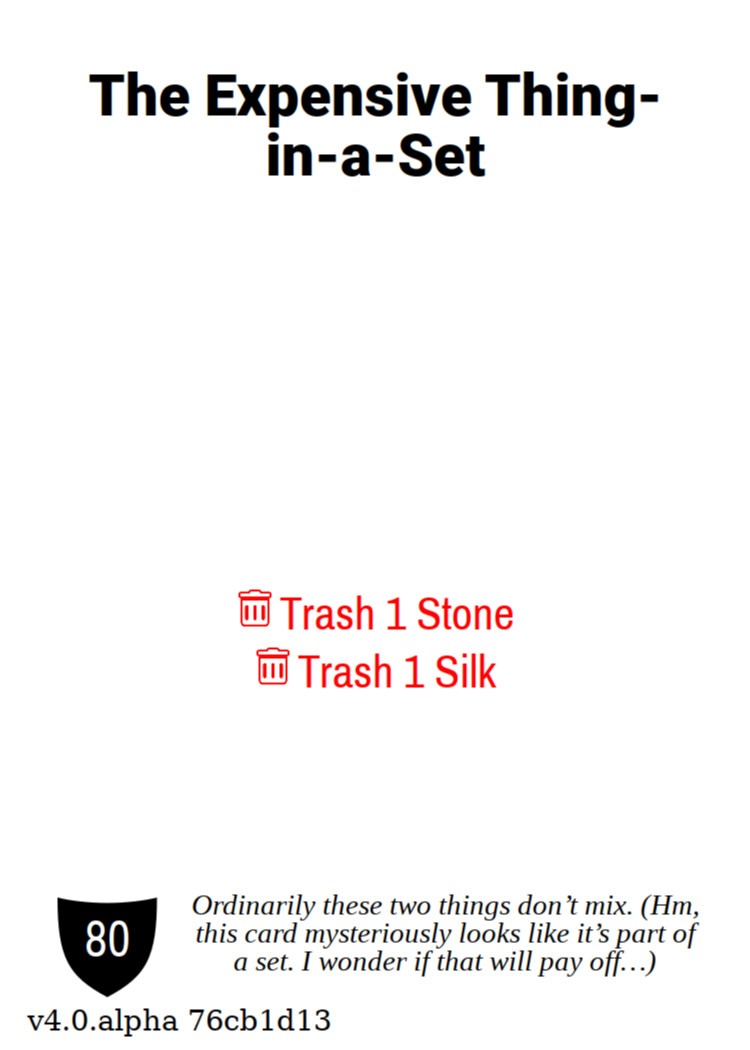 The Expensive Thing-
in-a-Set
Trash 1 Stone
Trash 1 Silk
80
Ordinarily these two things don’t mix. (Hm,
this card mysteriously looks like it’s part of
a set. I wonder if that will pay off…)
v4.0.alpha 76cb1d13